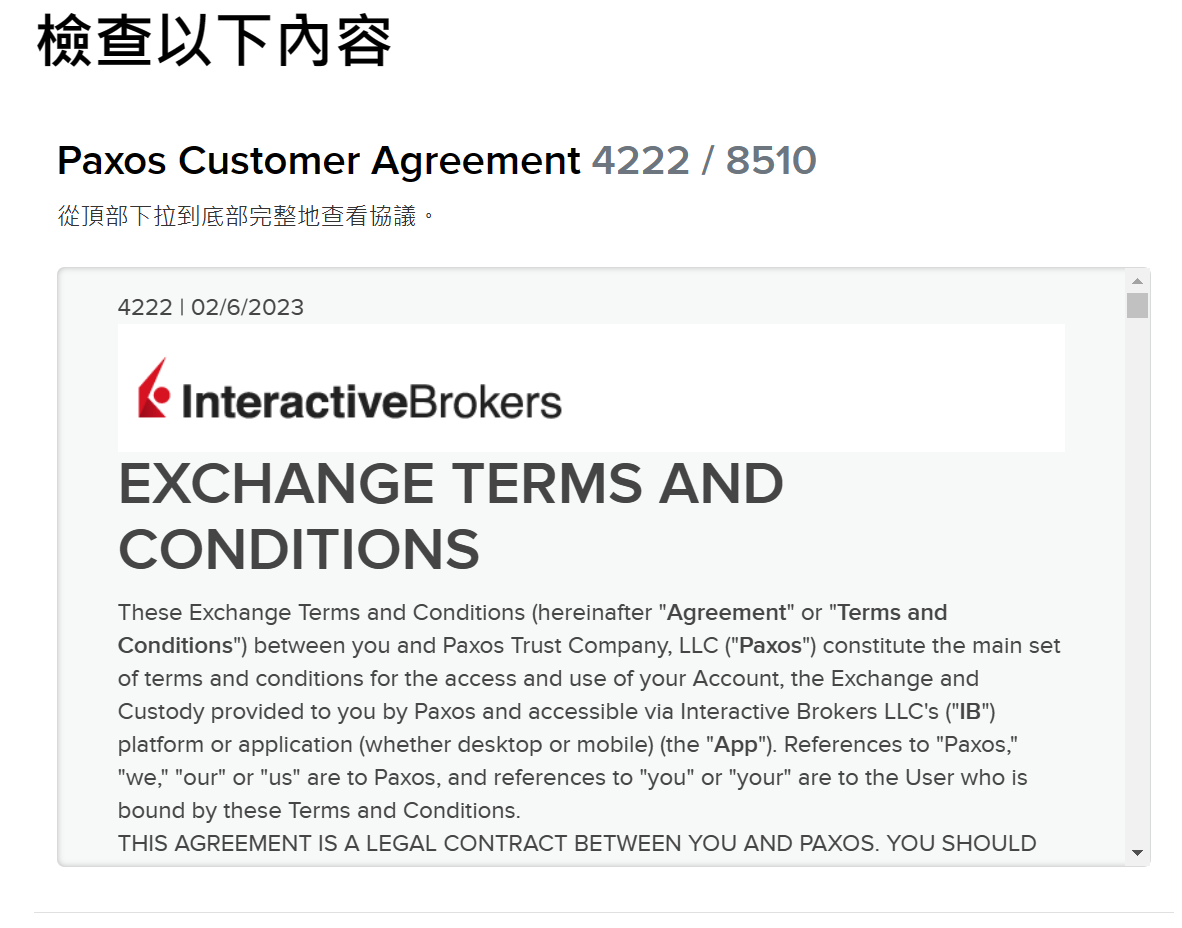 檢查以下內容
Paxos Customer Agreement 4222 / 8510
從頂部下拉到底部完整地查看協議。
4222 | 02/6/2023
InteractiveBrokers
EXCHANGE TERMS AND
CONDITIONS
These Exchange Terms and Conditions (hereinafter "Agreement" or "Terms and
Conditions") between you and Paxos Trust Company, LLC ("Paxos") constitute the main set
of terms and conditions for the access and use of your Account, the Exchange and
Custody provided to you by Paxos and accessible via Interactive Brokers LLC's ("IB")
platform or application (whether desktop or mobile) (the "App"). References to "Paxos,"
"we," "our" or "us" are to Paxos, and references to "you" or "your" are to the User who is
bound by these Terms and Conditions.
THIS AGREEMENT IS A LEGAL CONTRACT BETWEEN YOU AND PAXOS. YOU SHOULD